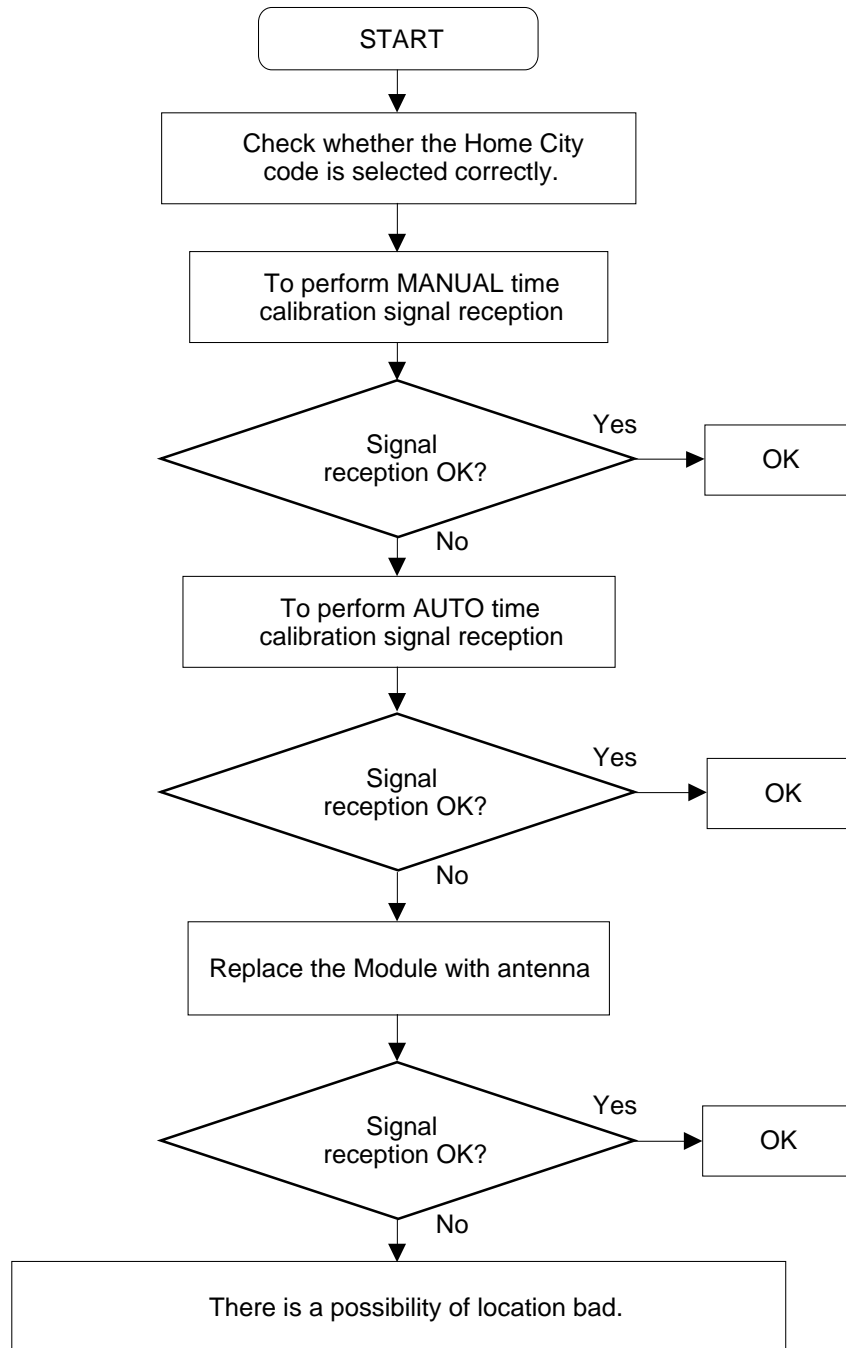 START
Check whether the Home City
code is selected correctly.
To perform MANUAL time
calibration signal reception
Signal
reception OK?
Yes
OK
No
To perform AUTO time
calibration signal reception
Signal
reception OK?
Yes
OK
No
Replace the Module with antenna
Signal
reception OK?
Yes
OK
No
There is a possibility of location bad.